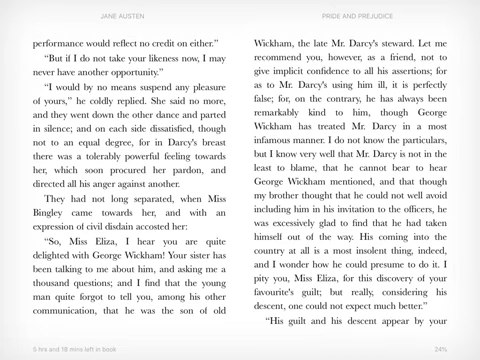 JANE AUSTEN
performance would reflect no credit on either.”
“But if I do not take your likeness now, I may
never have another opportunity.”
“I would by no means suspend any pleasure
of yours,” he coldly replied. She said no more,
and they went down the other dance and parted
in silence; and on each side dissatisfied, though
not to an equal degree, for in Darcy's breast
there was a tolerably powerful feeling towards
her, which soon procured her pardon, and
directed all his anger against another.
They had not long separated, when Miss
Bingley came towards her, and with an
expression of civil disdain accosted her:
“So, Miss Eliza, I hear you are quite
delighted with George Wickham! Your sister has
been talking to me about him, and asking me a
thousand questions; and I find that the young
man quite forgot to tell you, among his other
communication, that he was the son of old
5 hrs and 18 mins left in book
PRIDE AND PREJUDICE
Wickham, the late Mr. Darcy's steward. Let me
recommend you, however, as a friend, not to
give implicit confidence to all his assertions; for
as to Mr. Darcy's using him ill, it is perfectly
false; for, on the contrary, he has always been
remarkably kind to him, though George
Wickham has treated Mr. Darcy in a most
infamous manner. I do not know the particulars,
but I know very well that Mr. Darcy is not in the
least to blame, that he cannot bear to hear
George Wickham mentioned, and that though
my brother thought that he could not well avoid
including him in his invitation to the officers, he
was excessively glad to find that he had taken
himself out of the way. His coming into the
country at all is a most insolent thing, indeed,
and I wonder how he could presume to do it. I
pity you, Miss Eliza, for this discovery of your
favourite's guilt; but really, considering his
descent, one could not expect much better.”
“His guilt and his descent appear by your
24%